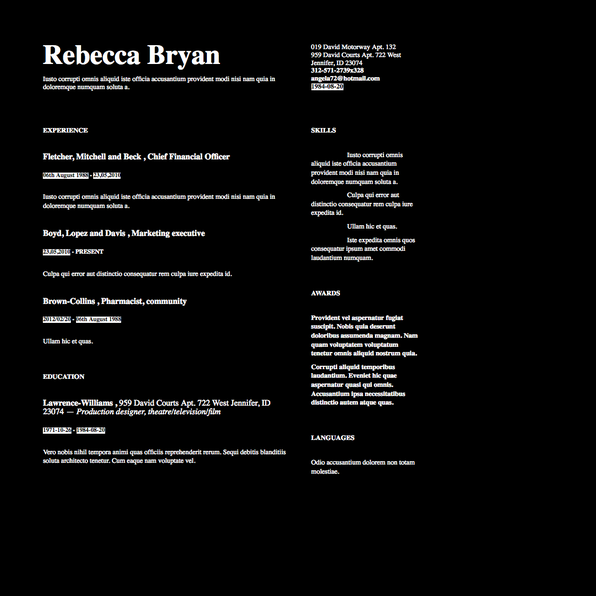 Rebecca Bryan
Iusto corrupti omnis aliquid iste officia accusantium provident modi nisi nam quia in
doloremque numquam soluta a.
019 David Motorway Apt. 132
959 David Courts Apt. 722 West
Jennifer, ID 23074
312-571-2739x328
angela72@hotmail.com
1984-08-20
EXPERIENCE
Fletcher, Mitchell and Beck , Chief Financial Officer
06th August 1988 - 23.05.2010
Iusto corrupti omnis aliquid iste officia accusantium provident modi nisi nam quia in
doloremque numquam soluta a.
Boyd, Lopez and Davis , Marketing executive
23.05.2010 - PRESENT
Culpa qui error aut distinctio consequatur rem culpa iure expedita id.
Brown-Collins , Pharmacist, community
2012/02/20 - 06th August 1988
Ullam hic et quas.
EDUCATION
Lawrence-Williams , 959 David Courts Apt. 722 West Jennifer, ID
23074 — Production designer, theatre/television/film
1971-10-26 - 1984-08-20
Vero nobis nihil tempora animi quas officiis reprehenderit rerum. Sequi debitis blanditiis
soluta architecto tenetur. Cum eaque nam voluptate vel.
SKILLS
Iusto corrupti omnis
aliquid iste officia accusantium
provident modi nisi nam quia in
doloremque numquam soluta a.
Culpa qui error aut
distinctio consequatur rem culpa iure
expedita id.
Ullam hic et quas.
Iste expedita omnis quos
consequatur ipsum amet commodi
laudantium numquam.
AWARDS
Provident vel aspernatur fugiat
suscipit. Nobis quia deserunt
doloribus assumenda magnam. Nam
quam voluptatem voluptatum
tenetur omnis aliquid nostrum quia.
Corrupti aliquid temporibus
laudantium. Eveniet hic quae
aspernatur quasi qui omnis.
Accusantium ipsa necessitatibus
distinctio autem atque quas.
LANGUAGES
Odio accusantium dolorem non totam
molestiae.